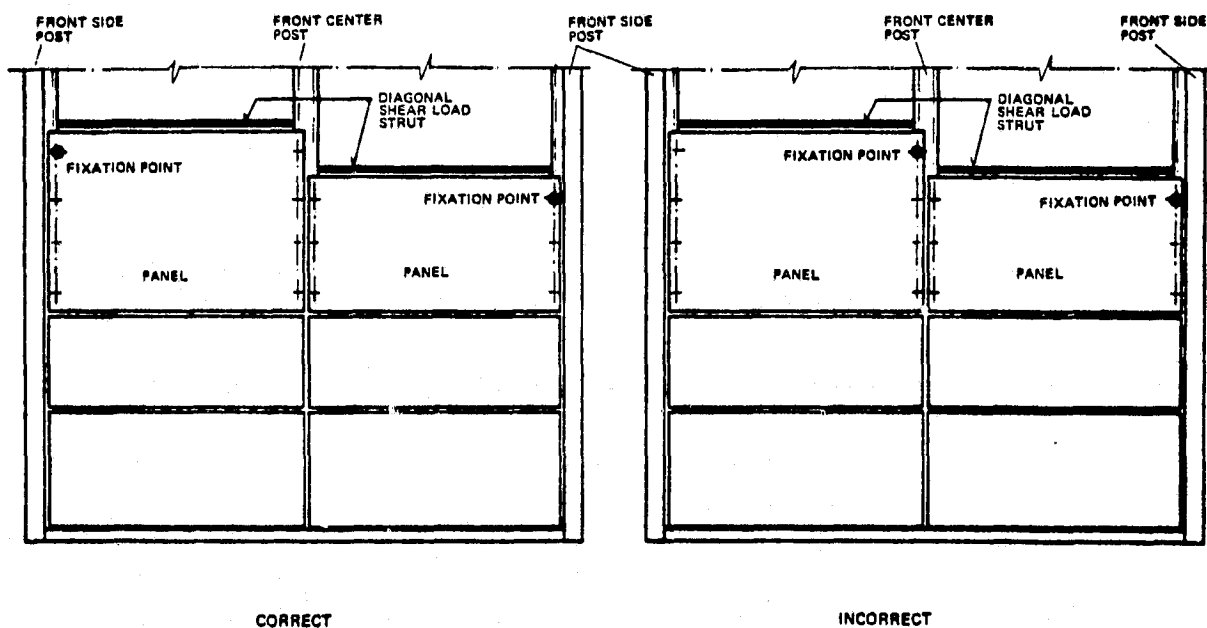 FRONT SIDE
POST
FRONT CENTER
POST
FRONT SIDE
POST
FRONT CENTER
POST
FRONT SIDE
POST
DIAGONAL
SHEAR LOAD
STRUT
DIAGONAL
SHEAR LOAD
STRUT
FIXATION POINT
FIXATION POINT
FIXATION POINT
FIXATION POINT
PANEL
PANEL
PANEL
PANEL
CORRECT
INCORRECT